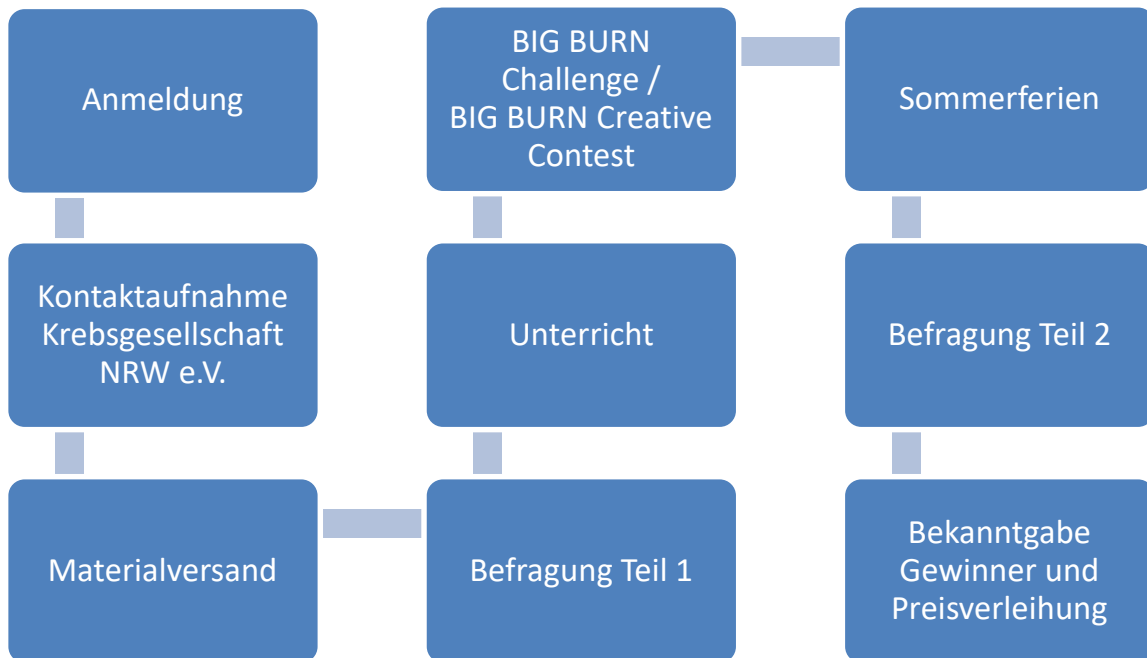 Anmeldung
Kontaktaufnahme
Krebsgesellschaft
NRW e.V.
Materialversand
Befragung Teil 1
Unterricht
BIG BURN
Challenge /
BIG BURN Creative
Contest
Sommerferien
Befragung Teil 2
Bekanntgabe
Gewinner und
Preisverleihung